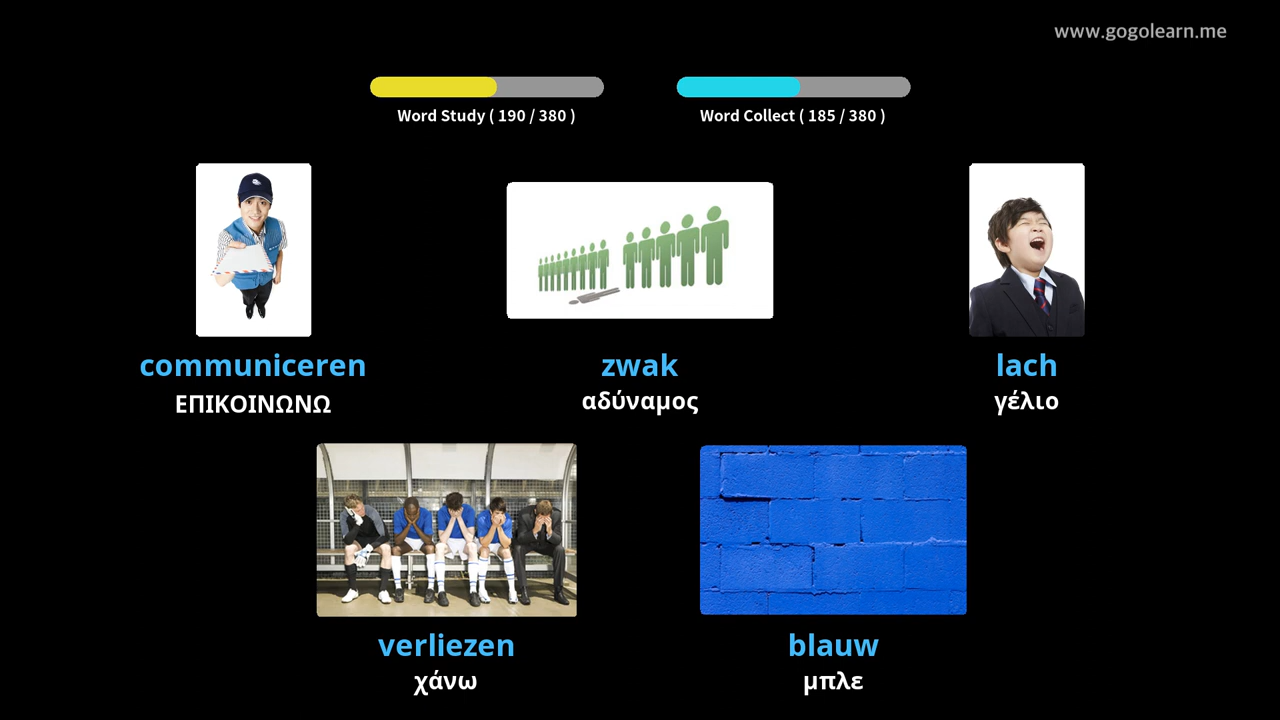 www.gogolearn.me
Word Study ( 190 / 380 )
Word Collect ( 185 / 380 )
communiceren
ΕΠΙΚΟΙΝΩΝΩ
zwak
αδύναμος
lach
γέλιο
verliezen
χάνω
blauw
μπλε